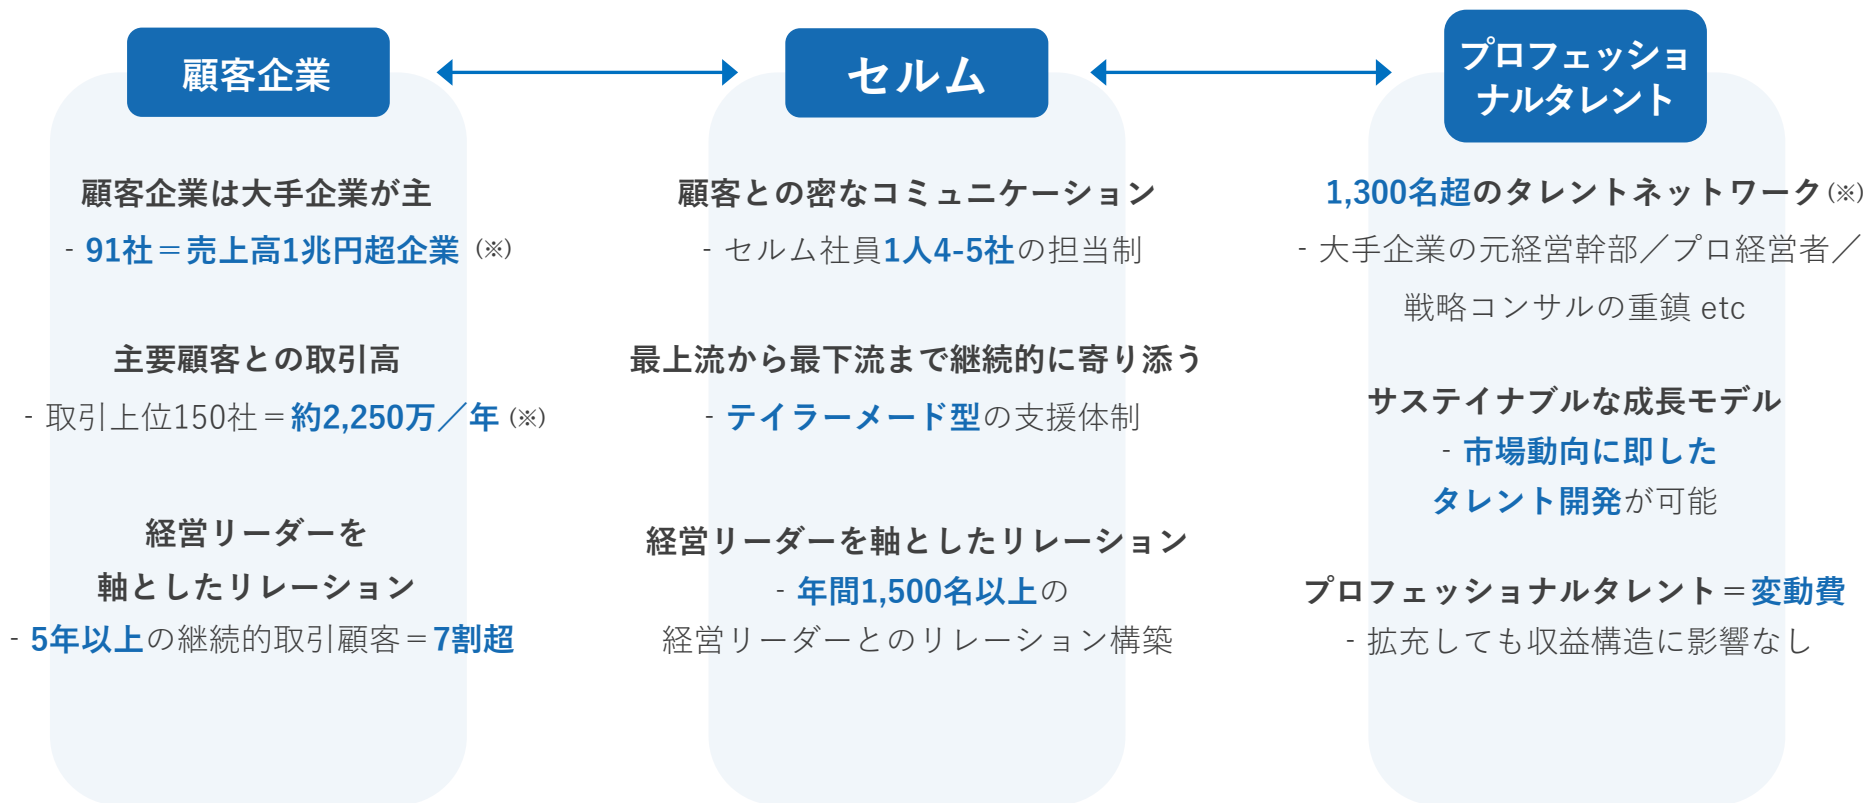 顧客企業
顧客企業は大手企業が主
- 91社＝売上高1兆円超企業 (※)
主要顧客との取引高
- 取引上位150社＝約2,250万／年 (※)
経営リーダーを
軸としたリレーション
- 5年以上の継続的取引顧客＝7割超
セルム
顧客との密なコミュニケーション
- セルム社員1人4-5社の担当制
最上流から最下流まで継続的に寄り添う
- テイラーメード型の支援体制
経営リーダーを軸としたリレーション
- 年間1,500名以上の
経営リーダーとのリレーション構築
プロフェッショ
ナルタレント
1,300名超のタレントネットワーク(※)
- 大手企業の元経営幹部／プロ経営者／
戦略コンサルの重鎮 etc
サステイナブルな成長モデル
- 市場動向に即した
タレント開発が可能
プロフェッショナルタレント＝変動費
- 拡充しても収益構造に影響なし